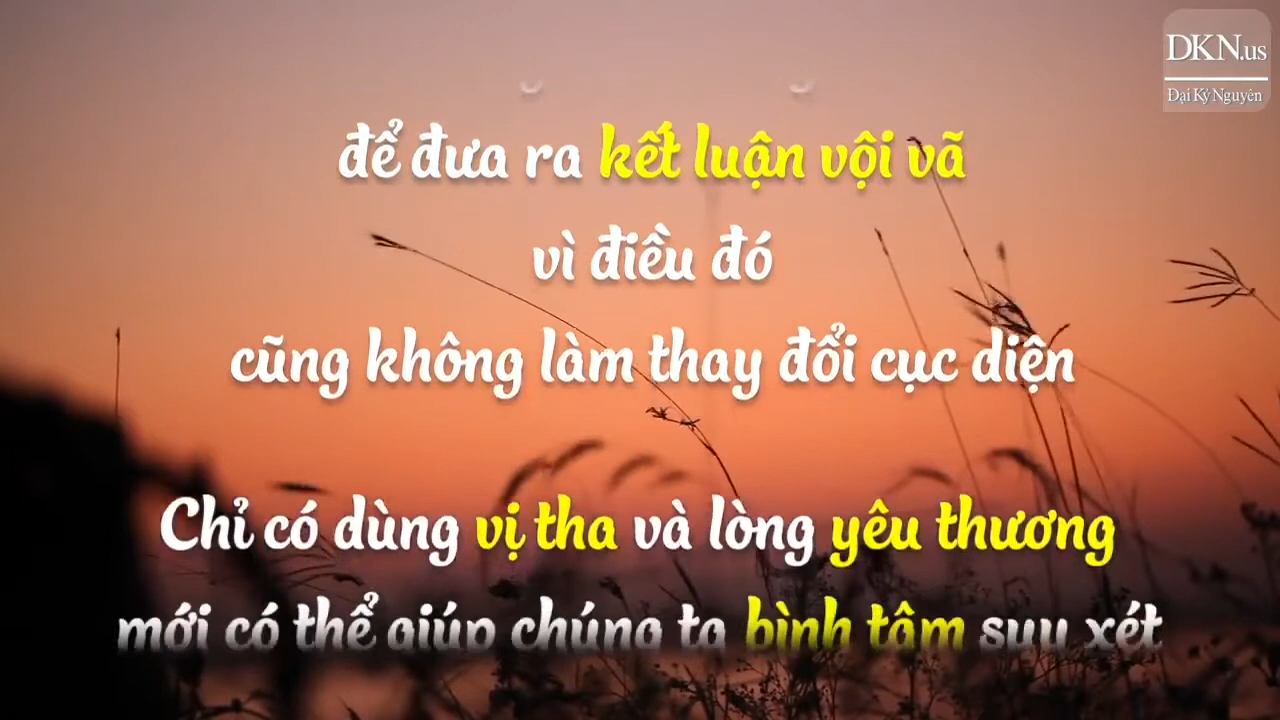 DKN.us
Đại Kỷ Nguyên
để đưa ra kết luận vội vã
vì điều đó
cũng không làm thay đổi cục diện
Chỉ có dùng vị tha và lòng yêu thương
mới có thể giúp chúng ta bình tâm suy xét